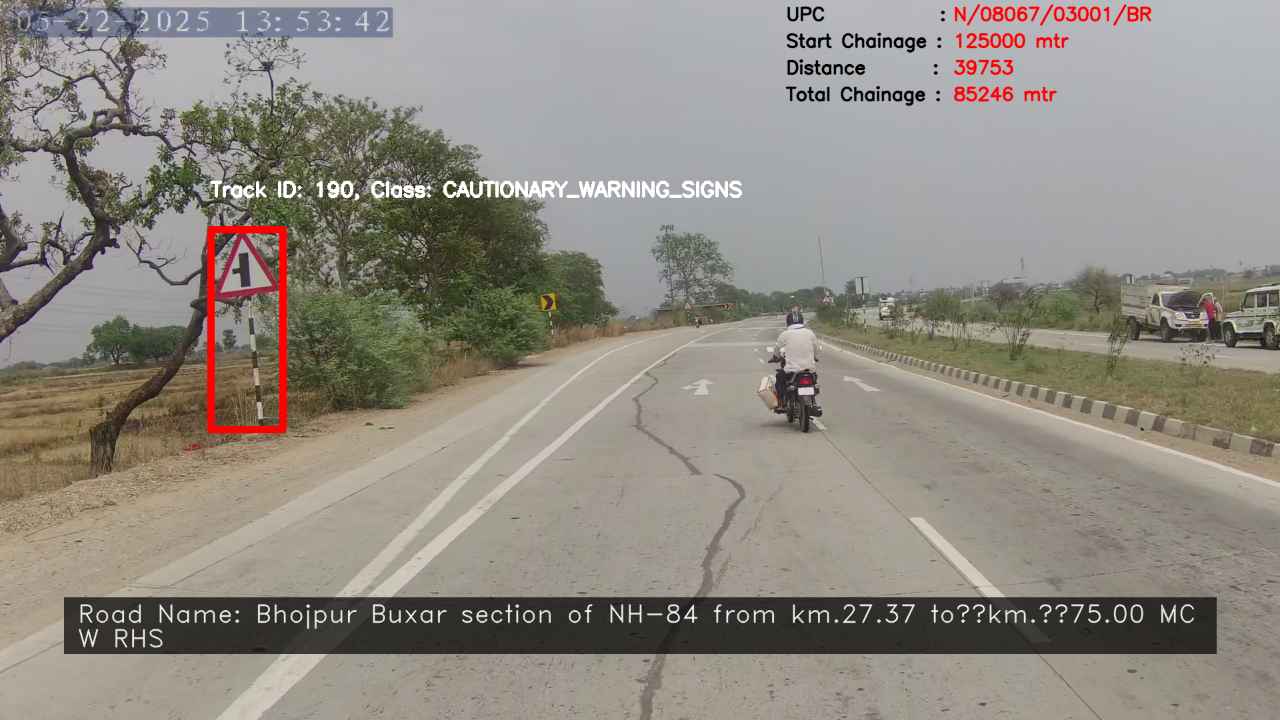 05-22-2025 13:53:42
UPC : N/08067/03001/BR
Start Chainage : 125000 mtr
Distance : 39753
Total Chainage : 85246 mtr
Track ID: 190, Class: CAUTIONARY_WARNING_SIGNS
Road Name: Bhojpur Buxar section of NH-84 from km.27.37 to??km.??75.00 MC
W RHS